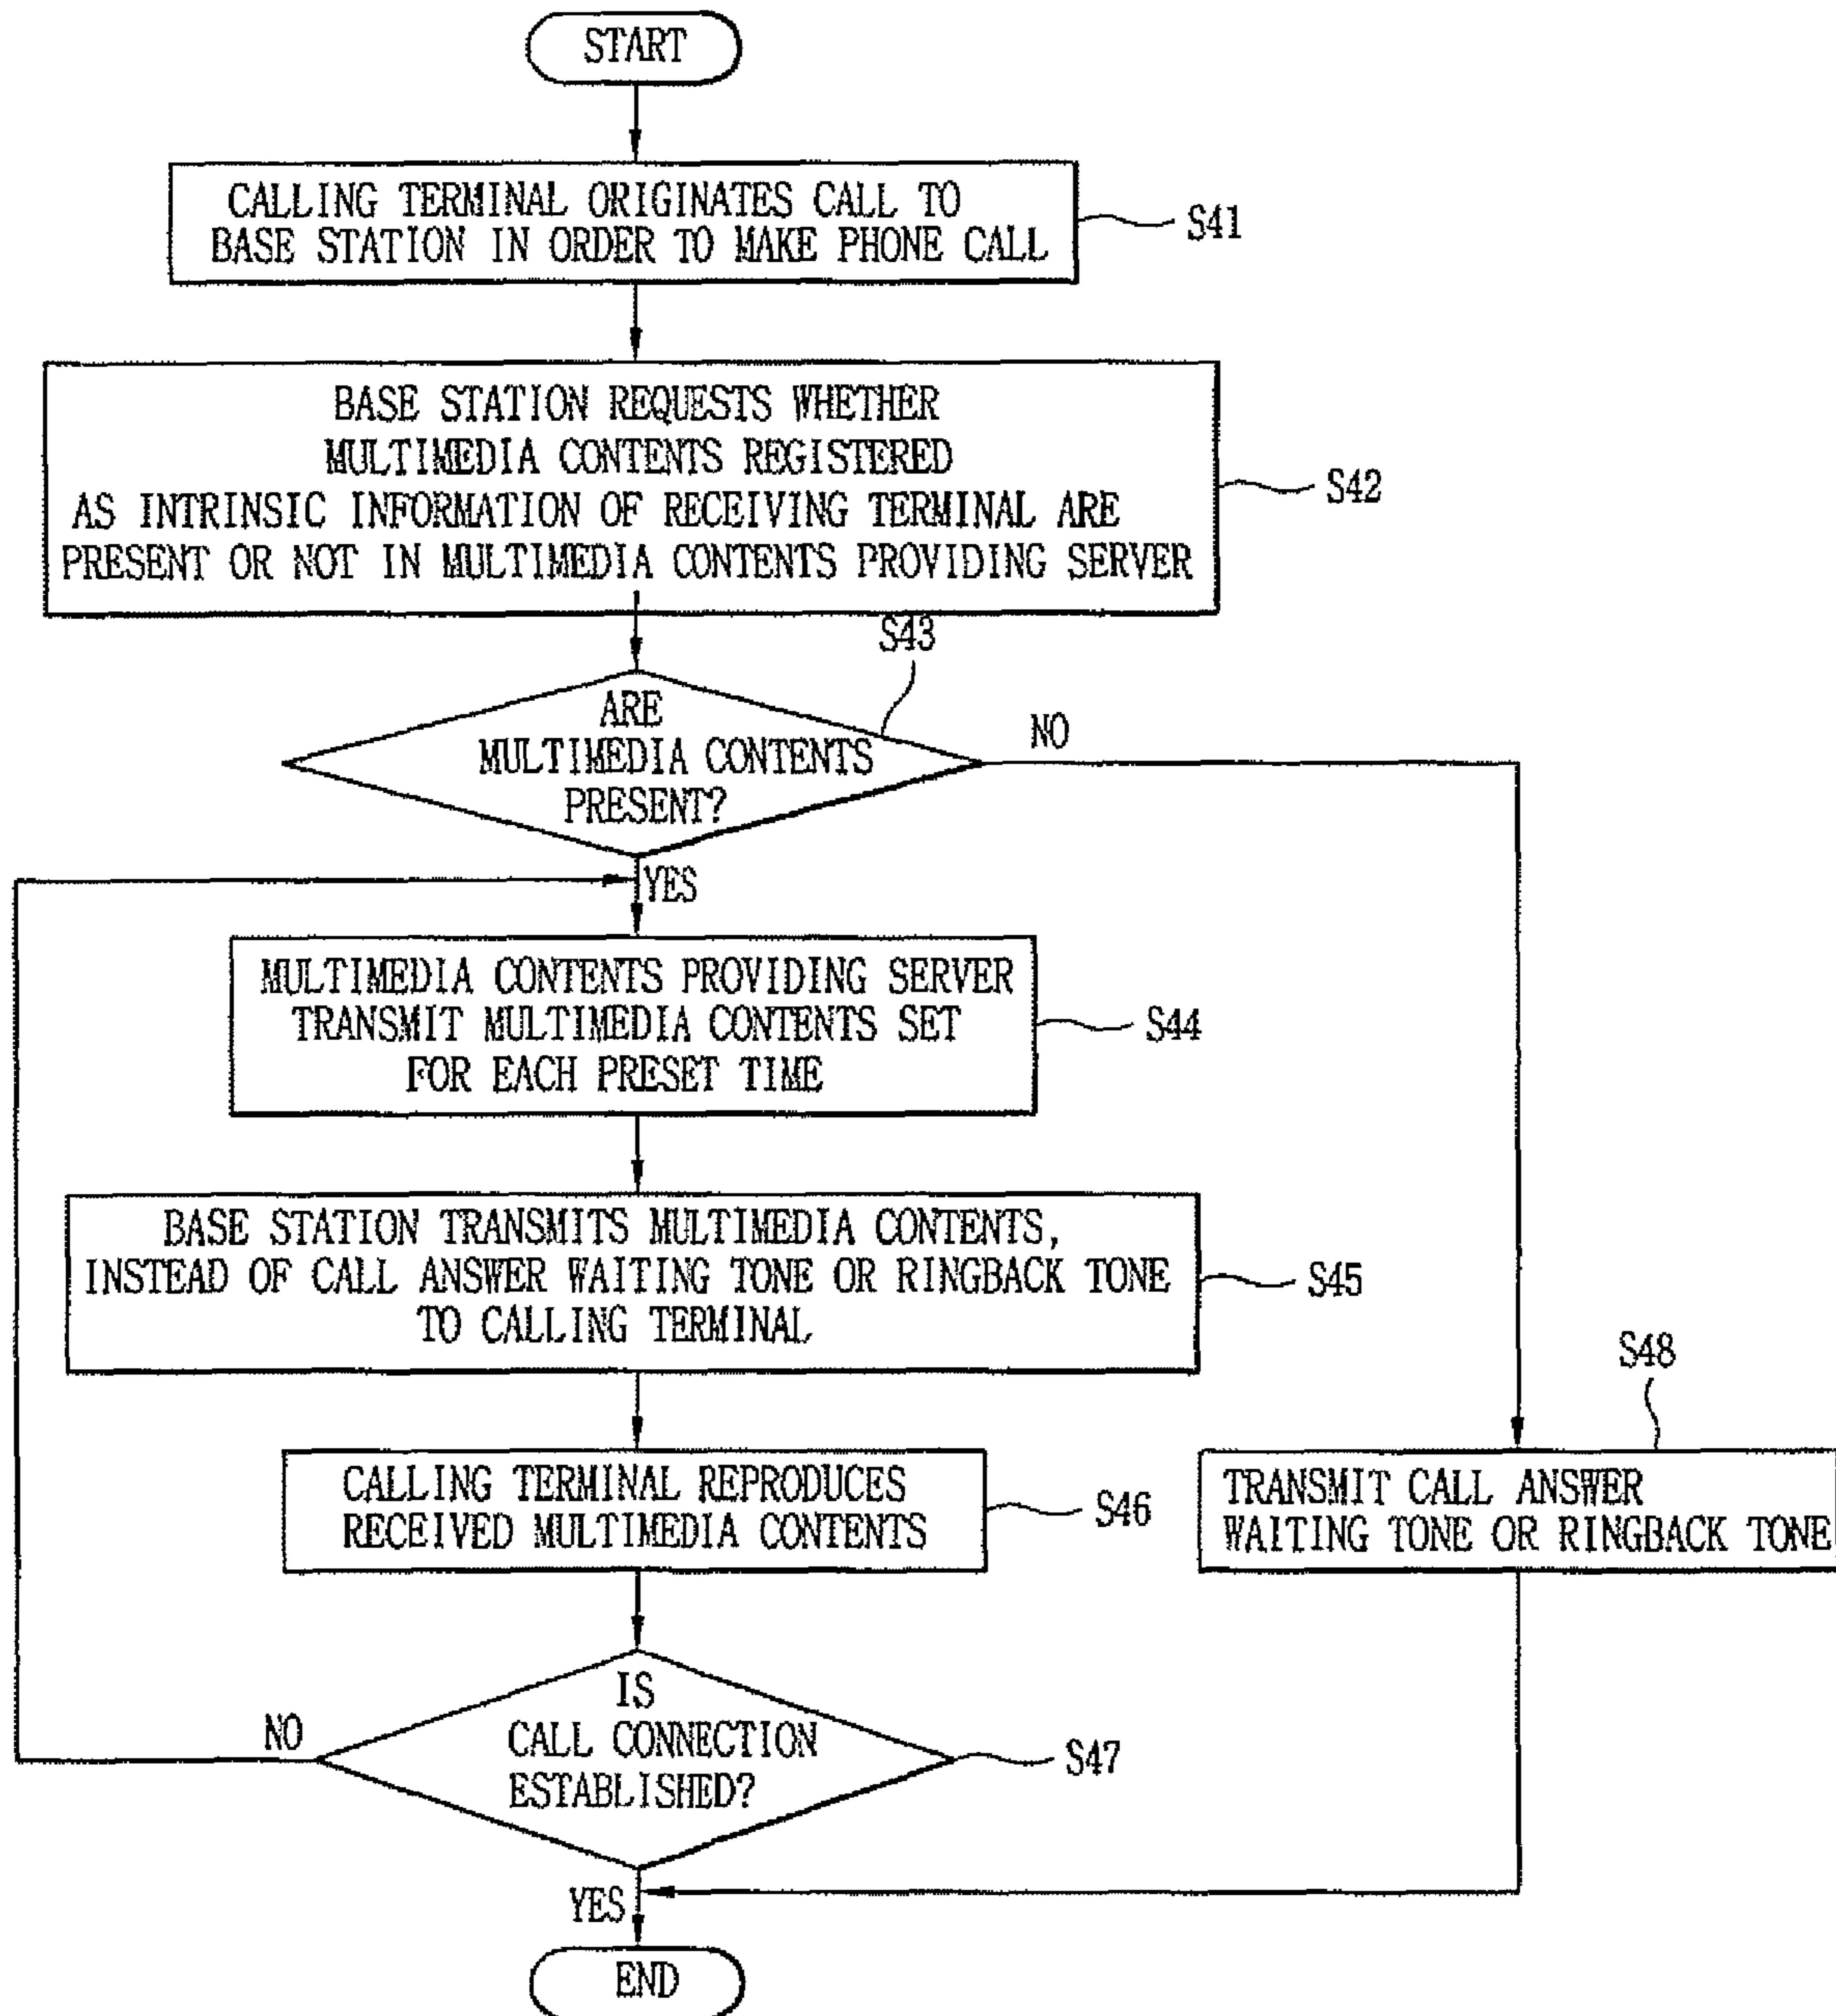 START
CALLING TERMINAL ORIGINATES CALL TO
BASE STATION IN ORDER TO MAKE PHONE CALL
S41
BASE STATION REQUESTS WHETHER
MULTIMEDIA CONTENTS REGISTERED
AS INTRINSIC INFORMATION OF RECEIVING TERMINAL ARE
PRESENT OR NOT IN MULTIMEDIA CONTENTS PROVIDING SERVER
S42
S43
ARE
MULTIMEDIA CONTENTS
PRESENT?
NO
YES
MULTIMEDIA CONTENTS PROVIDING SERVER
TRANSMIT MULTIMEDIA CONTENTS SET
FOR EACH PRESET TIME
S44
BASE STATION TRANSMITS MULTIMEDIA CONTENTS,
INSTEAD OF CALL ANSWER WAITING TONE OR RINGBACK TONE
TO CALLING TERMINAL
S45
CALLING TERMINAL REPRODUCES
RECEIVED MULTIMEDIA CONTENTS
S46
S48
TRANSMIT CALL ANSWER
WAITING TONE OR RINGBACK TONE
IS
CALL CONNECTION
ESTABLISHED?
NO
S47
YES
END